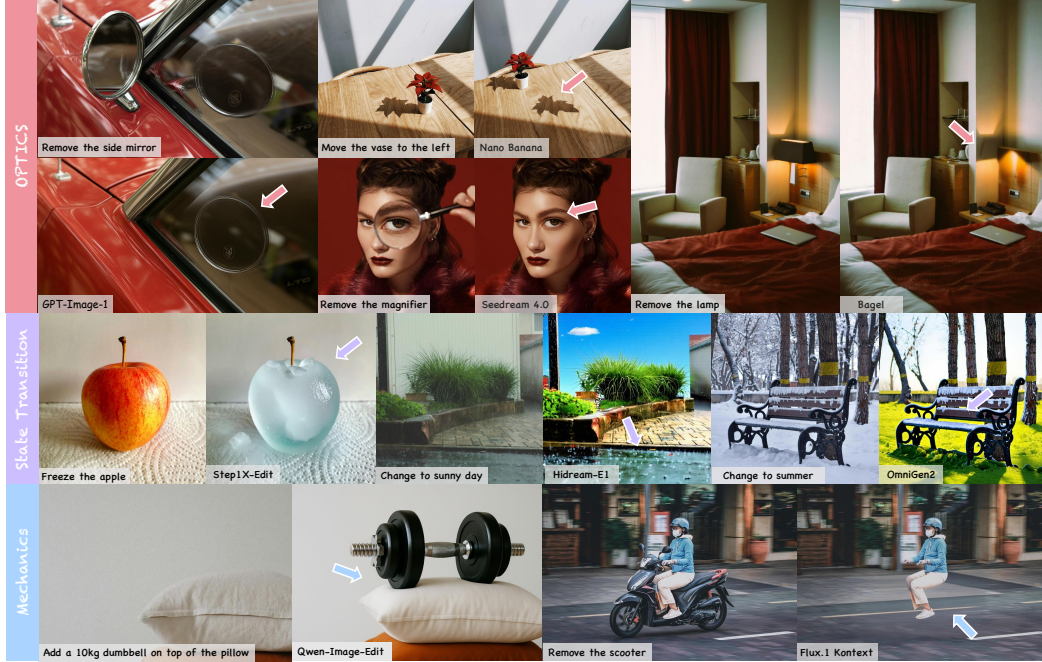 OPTICS
Remove the side mirror
Move the vase to the left
Nano Banana
GPT-Image-1
Remove the magnifier
Seedream 4.0
Remove the lamp
Bagel
State Transition
Freeze the apple
Step1X-Edit
Change to sunny day
Hidream-E1
Change to summer
OmniGen2
Mechanics
Add a 10kg dumbbell on top of the pillow
Qwen-Image-Edit
Remove the scooter
Flux.1 Kontext